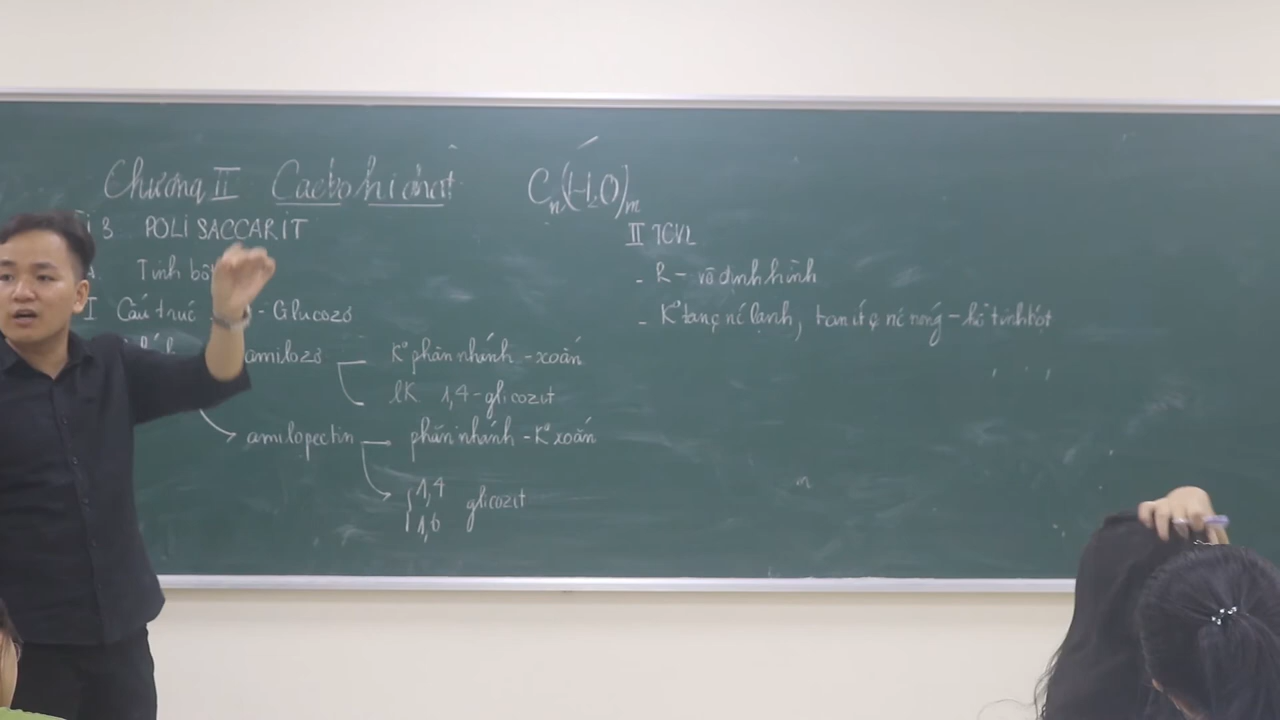 Chương II Cacbohiđrat Cn(H2O)m
i 3 POLI SACCARIT
A. Tinh bộ
I Cấu trúc - Glucozơ
amilozơ K° phân nhánh - xoắn
lK 1,4-glicozit
amilopectin → phân nhánh - K° xoắn
1,4
1,6 glicozit
II TCVL
- R - vô định hình
- K° tan ç nc lạnh, tan ít ç nc nóng - hồ tinh bột